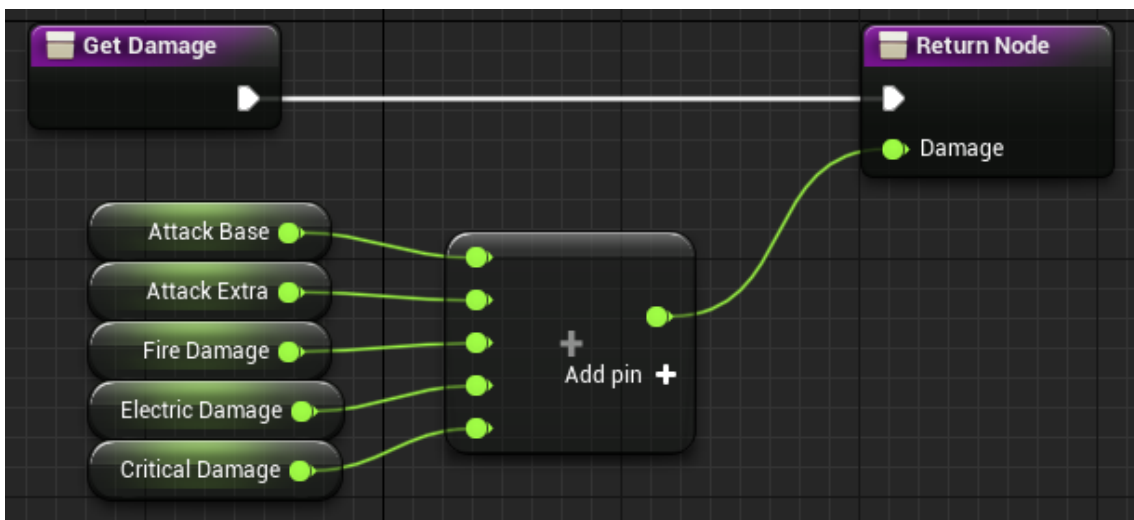 Get Damage
Return Node
Damage
Attack Base
Attack Extra
Fire Damage
Electric Damage
Critical Damage
Add pin +